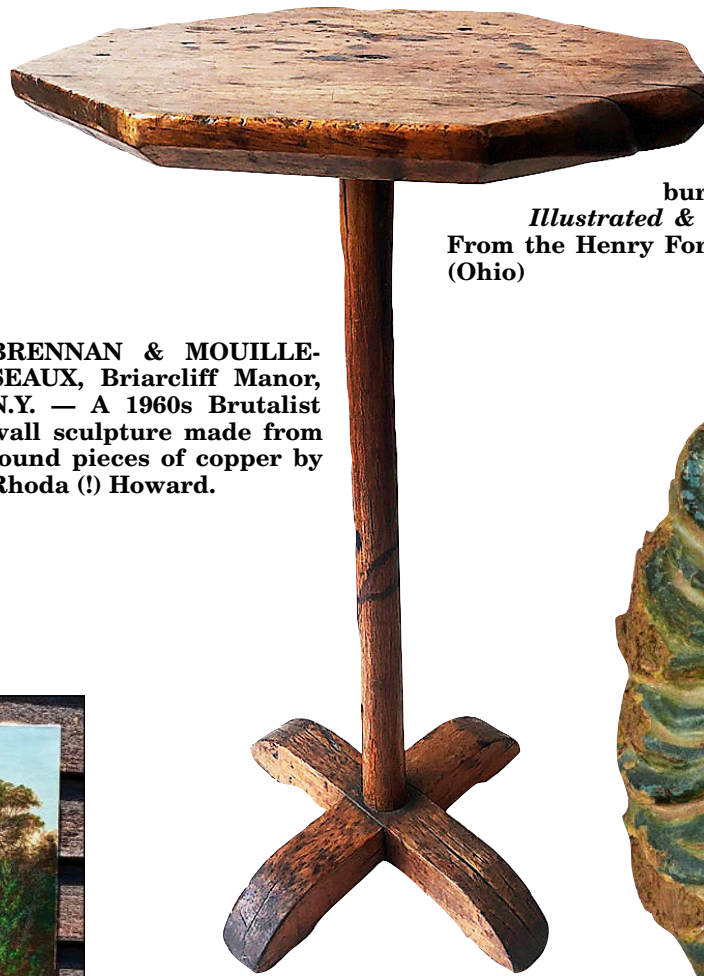 bur
Illustrated &
From the Henry For
(Ohio)
BRENNAN & MOUILLE-
SEAUX, Briarcliff Manor,
N.Y. — A 1960s Brutalist
wall sculpture made from
found pieces of copper by
Rhoda (!) Howard.